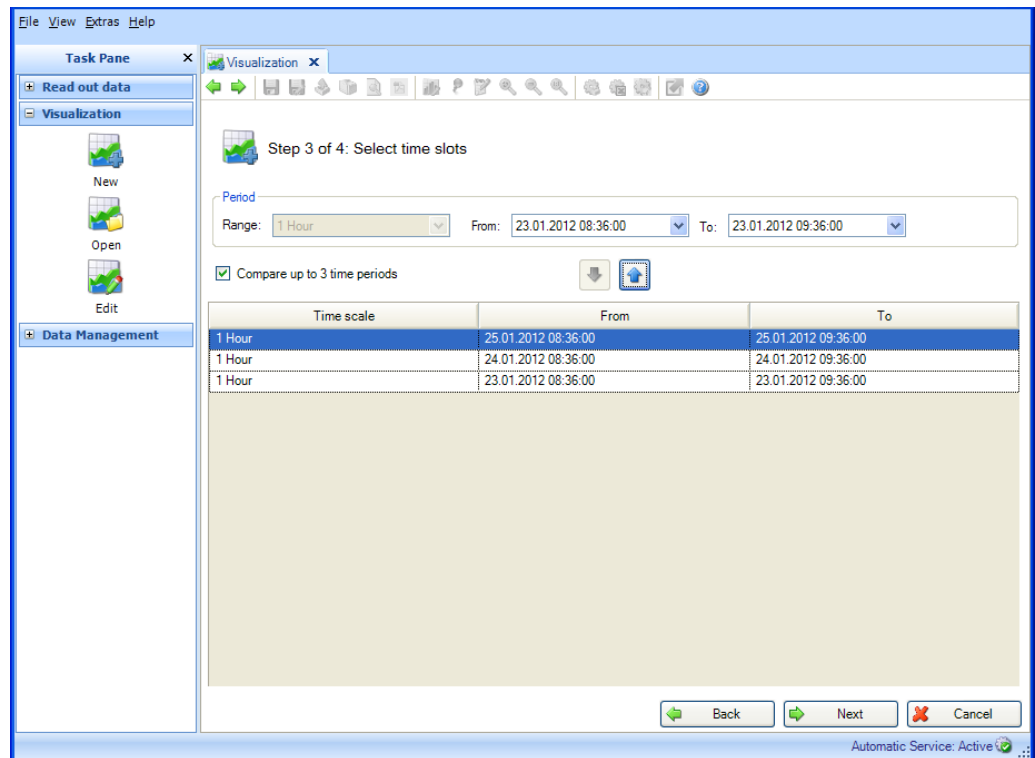 File View Extras Help
Task Pane
Read out data
Visualization
New
Open
Edit
Data Management
Visualization
Step 3 of 4: Select time slots
Period
Range: 1 Hour From: 23.01.2012 08:36:00 To: 23.01.2012 09:36:00
Compare up to 3 time periods
Time scale From To
1 Hour 25.01.2012 08:36:00 25.01.2012 09:36:00
1 Hour 24.01.2012 08:36:00 24.01.2012 09:36:00
1 Hour 23.01.2012 08:36:00 23.01.2012 09:36:00
Back Next Cancel
Automatic Service: Active